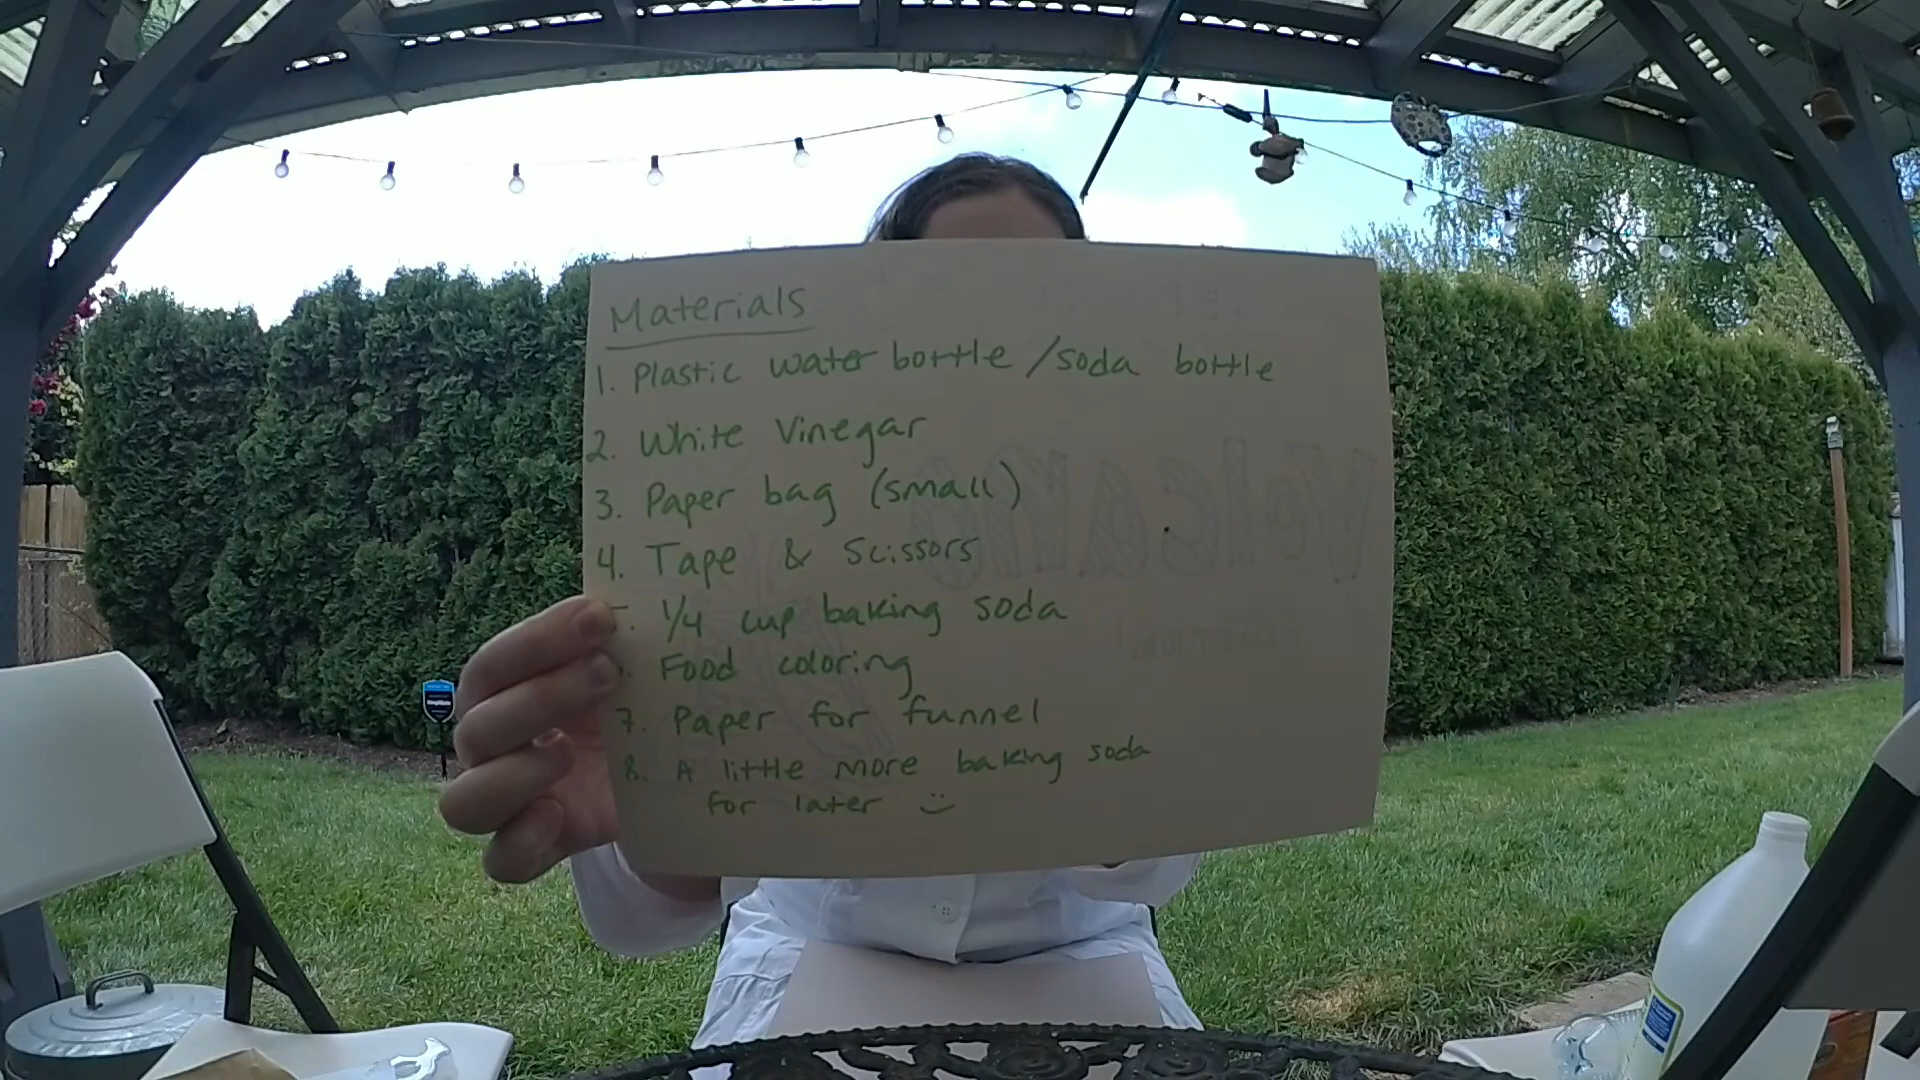 Materials
1. Plastic water bottle/soda bottle
2. White Vinegar
3. Paper bag (small)
4. Tape & Scissors
1/4 cup baking soda
Food coloring
7. Paper for funnel
8. A little more baking soda
for later :)
Volcano